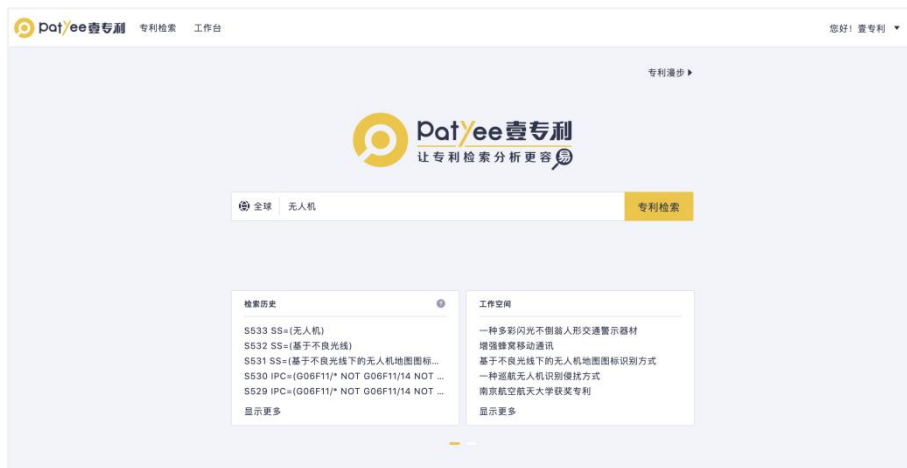 patyee壹专利 专利检索 工作台 您好！壹专利
专利漫步
patyee壹专利
让专利检索分析更容易
全球 无人机 专利检索
检索历史 ?
S533 SS=(无人机)
S532 SS=(基于不良光线)
S531 SS=(基于不良光线下的无人机地图图标...
S530 IPC=(G06F11/* NOT G06F11/14 NOT ...
S529 IPC=(G06F11/* NOT G06F11/14 NOT ...
显示更多
工作空间
一种多彩闪光不倒翁人形交通警示器材
增强蜂窝移动通讯
基于不良光线下的无人机地图图标识别方式
一种巡航无人机识别侵扰方式
南京航空航天大学获奖专利
显示更多